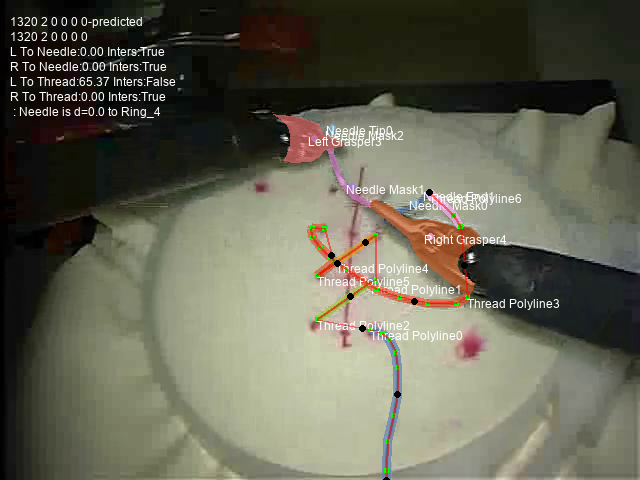 1320 2 0 0 0 0-predicted
1320 2 0 0 0 0
L To Needle:0.00 Inters:True
R To Needle:0.00 Inters:True
L To Thread:65.37 Inters:False
R To Thread:0.00 Inters:True
: Needle is d=0.0 to Ring_4
Needle Tip0
Needle Mask2
Left Grasper3
Needle Mask1
Needle End1
Thread Polyline6
Needle Mask0
Right Grasper4
Thread Polyline4
Thread Polyline5
Thread Polyline1
Thread Polyline3
Thread Polyline2
Thread Polyline0